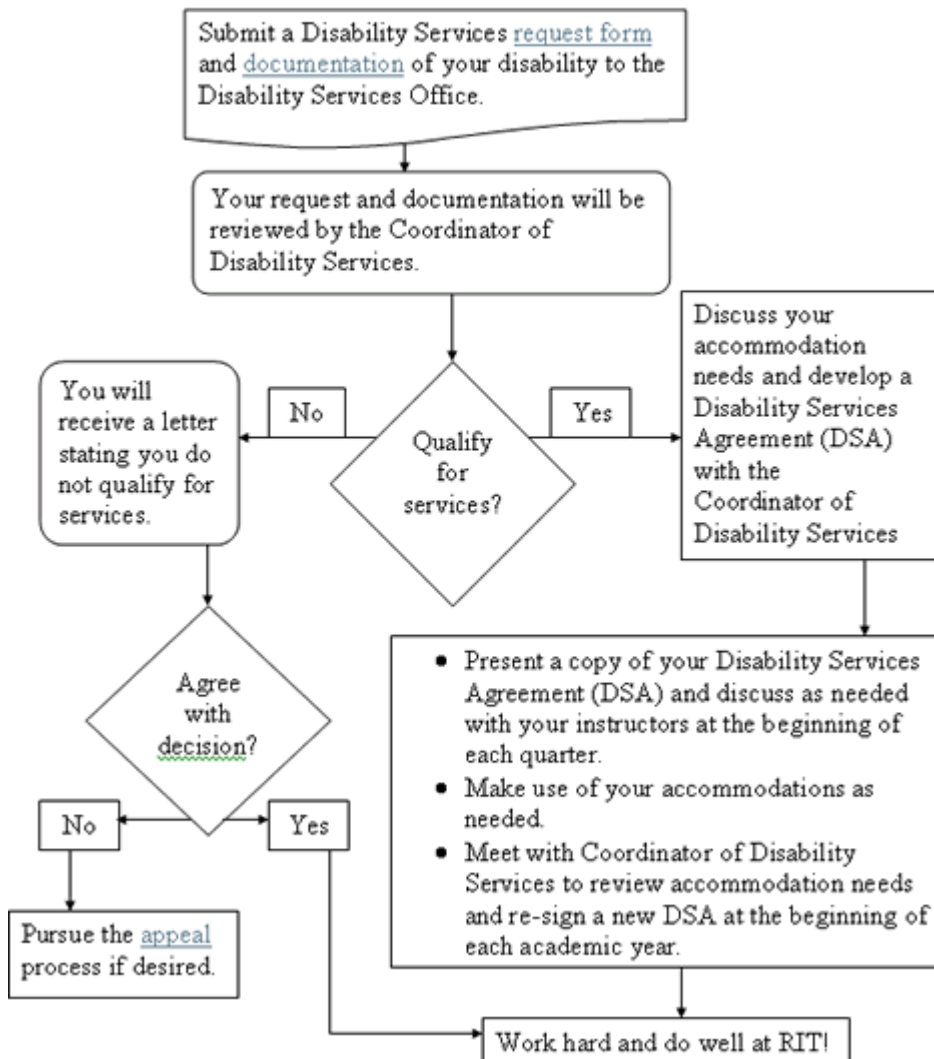 Submit a Disability Services request form
and documentation of your disability to the
Disability Services Office.
Your request and documentation will be
reviewed by the Coordinator of
Disability Services.
Discuss your
accommodation
needs and develop a
Disability Services
Agreement (DSA)
with the
Coordinator of
Disability Services
You will
receive a letter
stating you do
not qualify for
services.
No
Qualify
for
services?
Yes
Agree
with
decision?
No
Yes
Pursue the appeal
process if desired.
• Present a copy of your Disability Services
Agreement (DSA) and discuss as needed
with your instructors at the beginning of
each quarter.
• Make use of your accommodations as
needed.
• Meet with Coordinator of Disability
Services to review accommodation needs
and re-sign a new DSA at the beginning of
each academic year.
Work hard and do well at RIT!